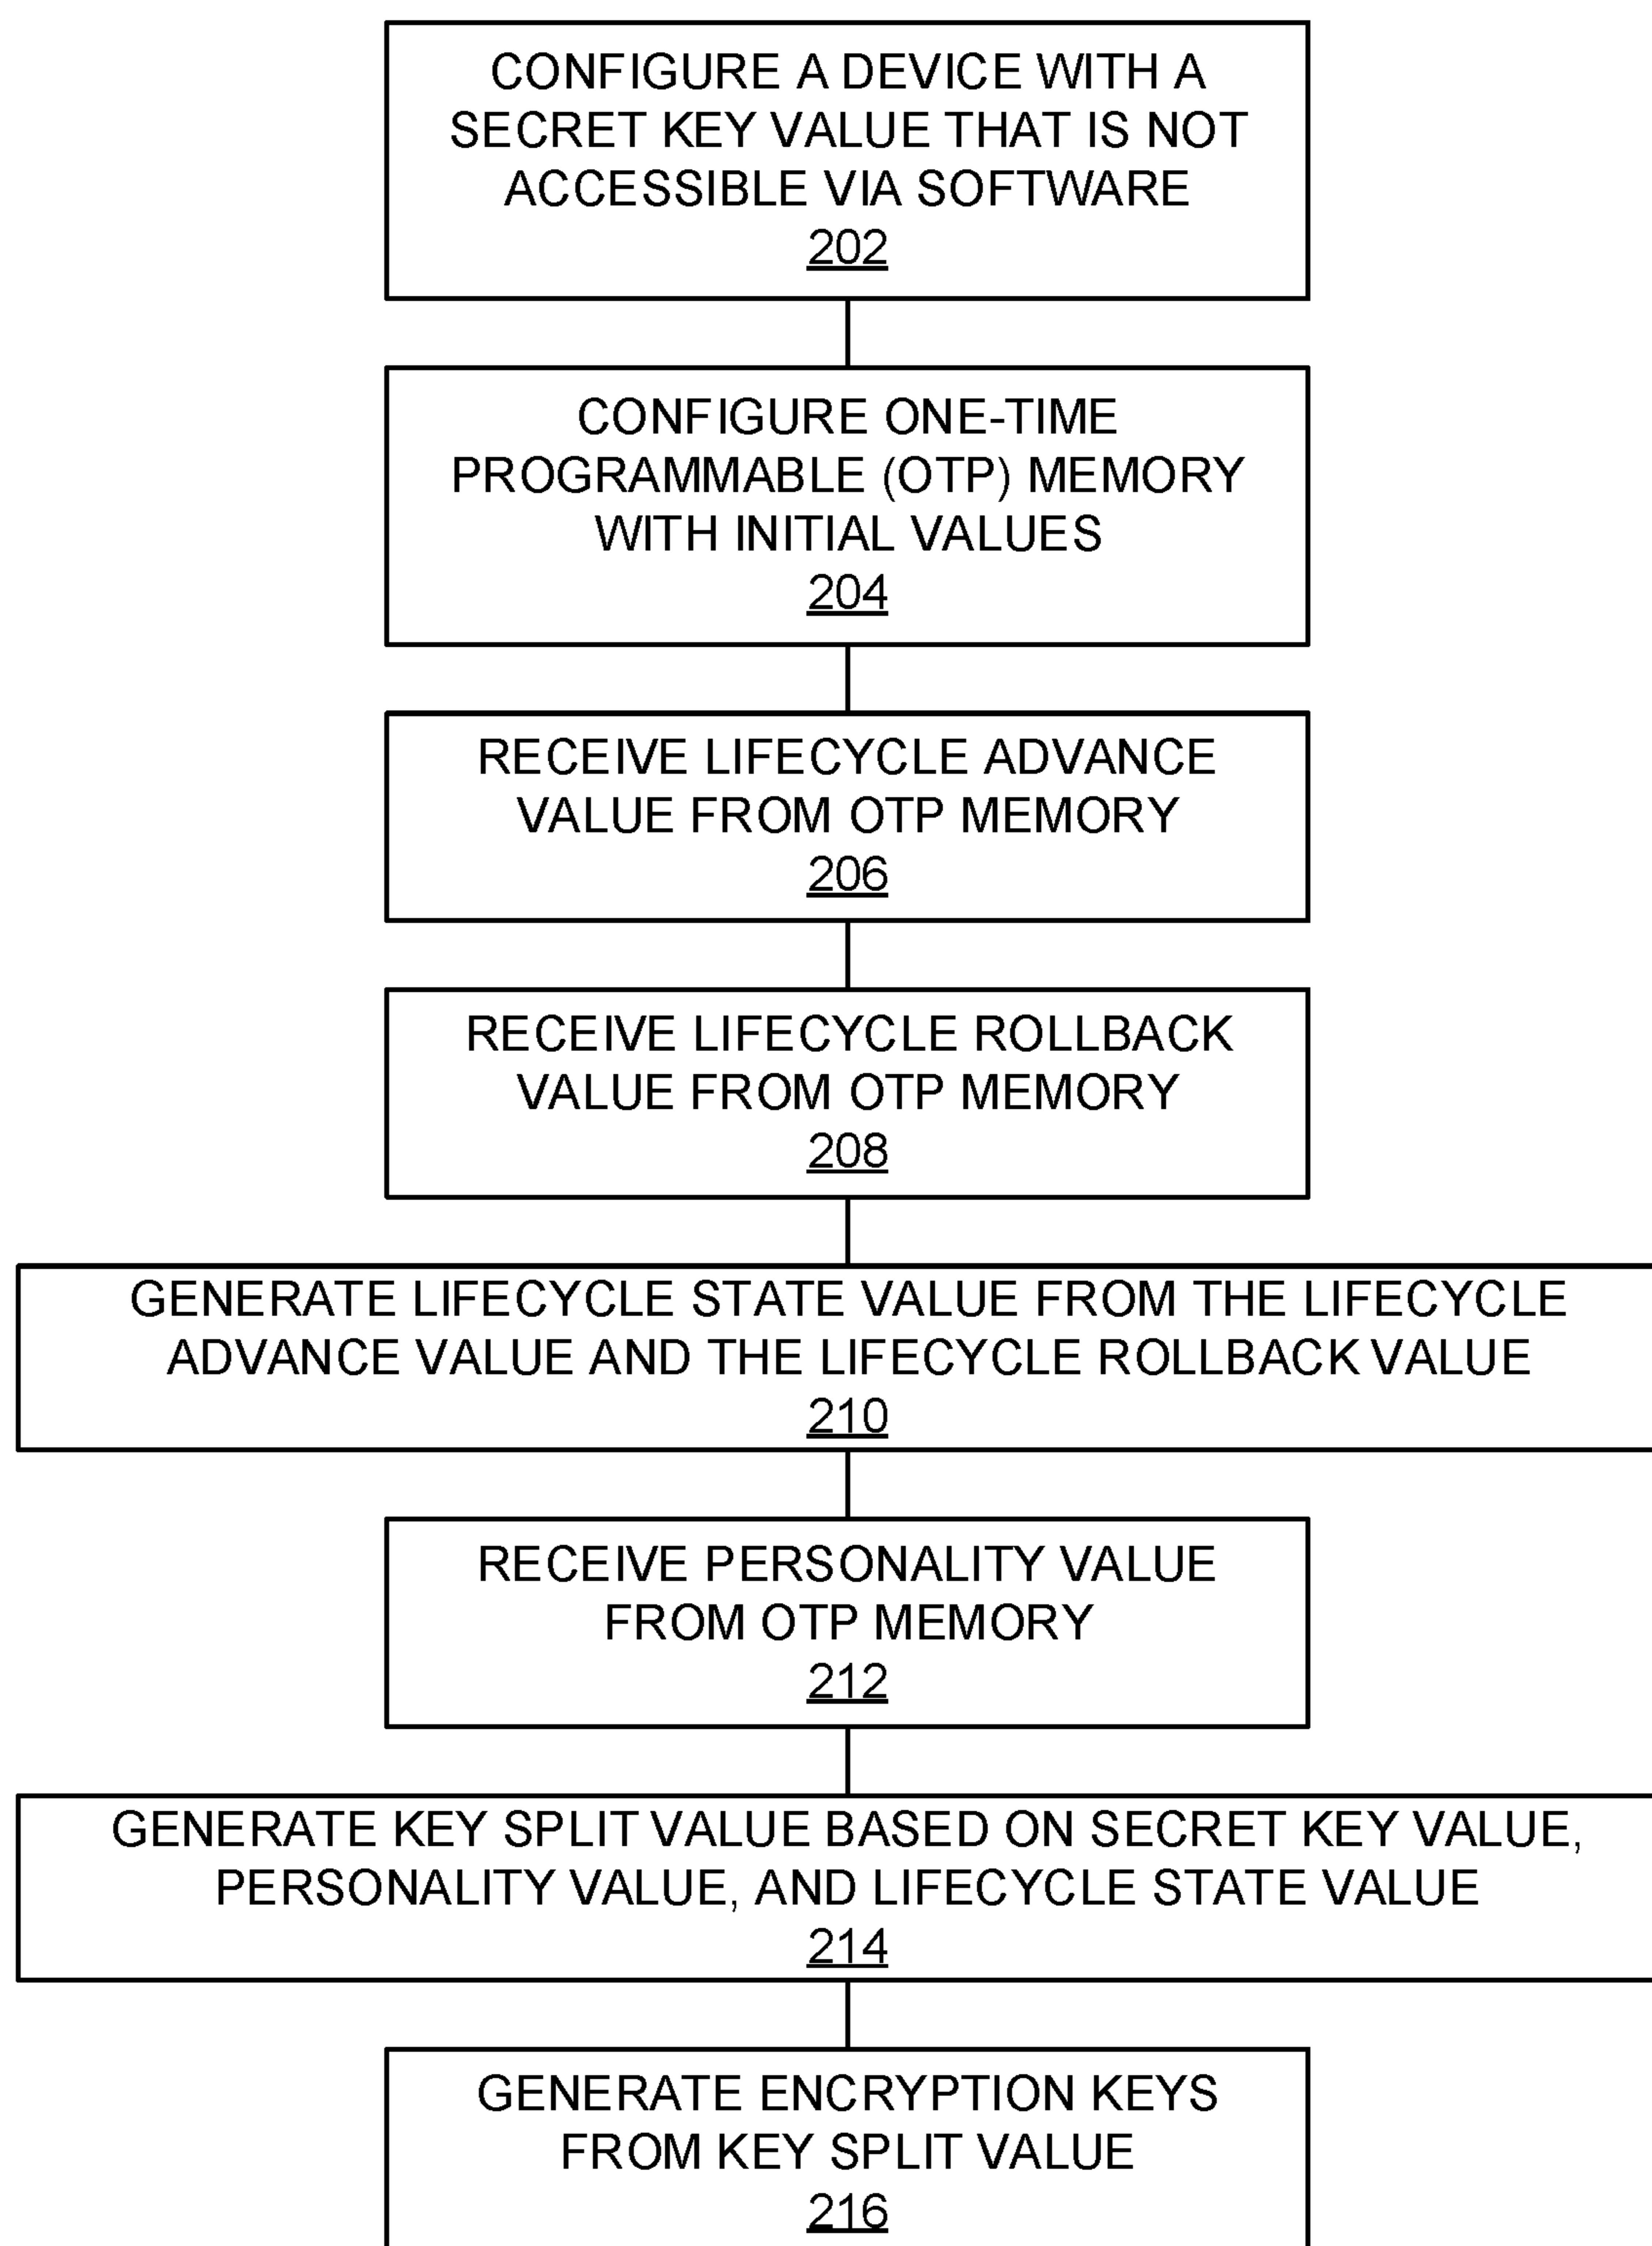 CONFIGURE A DEVICE WITH A
SECRET KEY VALUE THAT IS NOT
ACCESSIBLE VIA SOFTWARE
202
CONFIGURE ONE-TIME
PROGRAMMABLE (OTP) MEMORY
WITH INITIAL VALUES
204
RECEIVE LIFECYCLE ADVANCE
VALUE FROM OTP MEMORY
206
RECEIVE LIFECYCLE ROLLBACK
VALUE FROM OTP MEMORY
208
GENERATE LIFECYCLE STATE VALUE FROM THE LIFECYCLE
ADVANCE VALUE AND THE LIFECYCLE ROLLBACK VALUE
210
RECEIVE PERSONALITY VALUE
FROM OTP MEMORY
212
GENERATE KEY SPLIT VALUE BASED ON SECRET KEY VALUE,
PERSONALITY VALUE, AND LIFECYCLE STATE VALUE
214
GENERATE ENCRYPTION KEYS
FROM KEY SPLIT VALUE
216